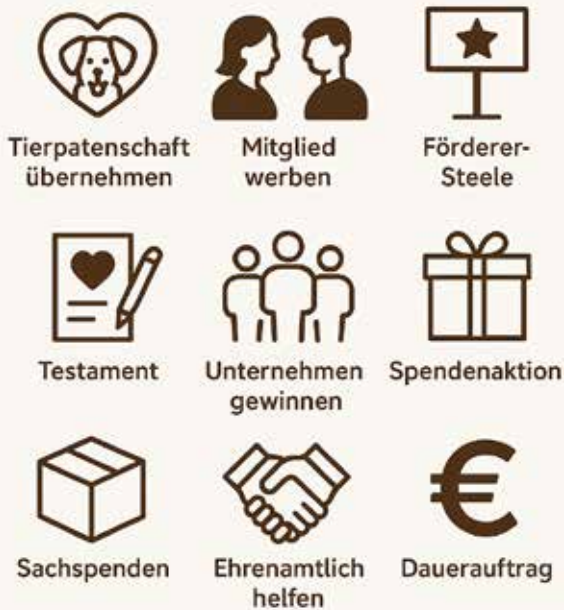 Tierpatenschaft
übernehmen
Mitglied
werben
Förderer-
Steele
Testament
Unternehmen
gewinnen
Spendenaktion
Sachspenden
Ehrenamtlich
helfen
Dauerauftrag